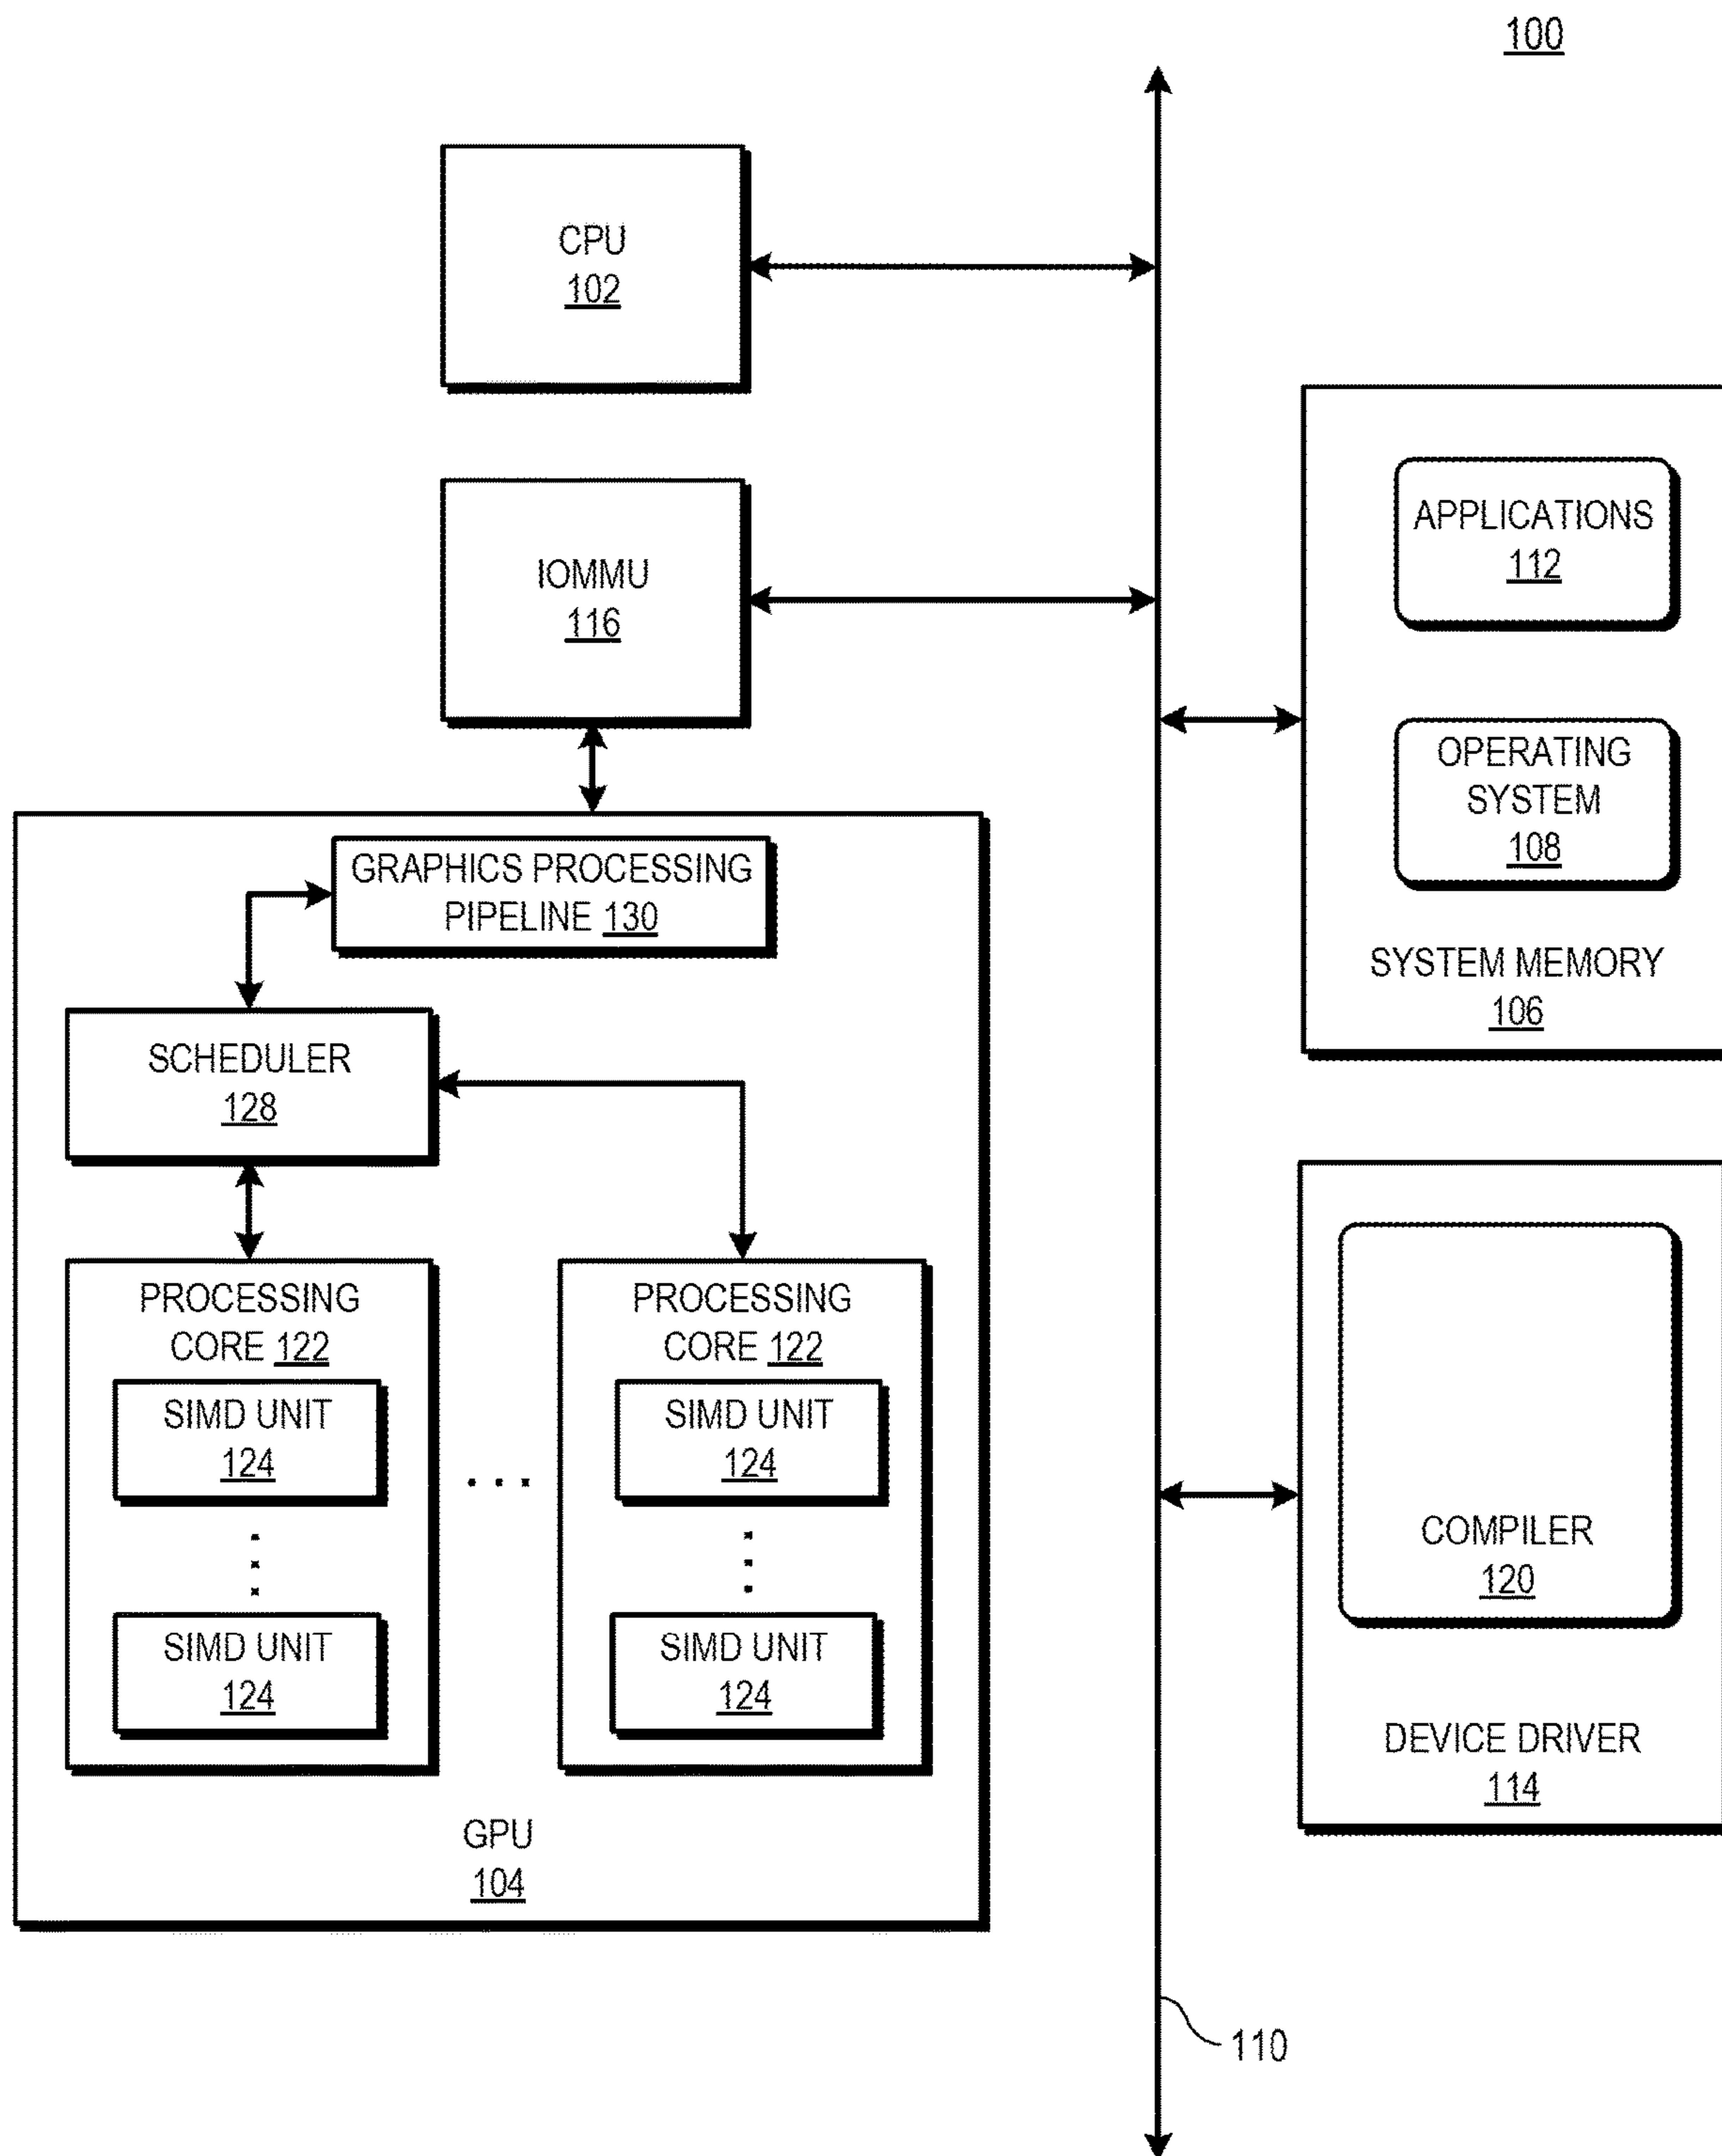 100
CPU
102
IOMMU
116
APPLICATIONS
112
OPERATING
SYSTEM
108
SYSTEM MEMORY
106
GRAPHICS PROCESSING
PIPELINE 130
SCHEDULER
128
PROCESSING
CORE 122
SIMD UNIT
124
SIMD UNIT
124
PROCESSING
CORE 122
SIMD UNIT
124
SIMD UNIT
124
GPU
104
COMPILER
120
DEVICE DRIVER
114
110